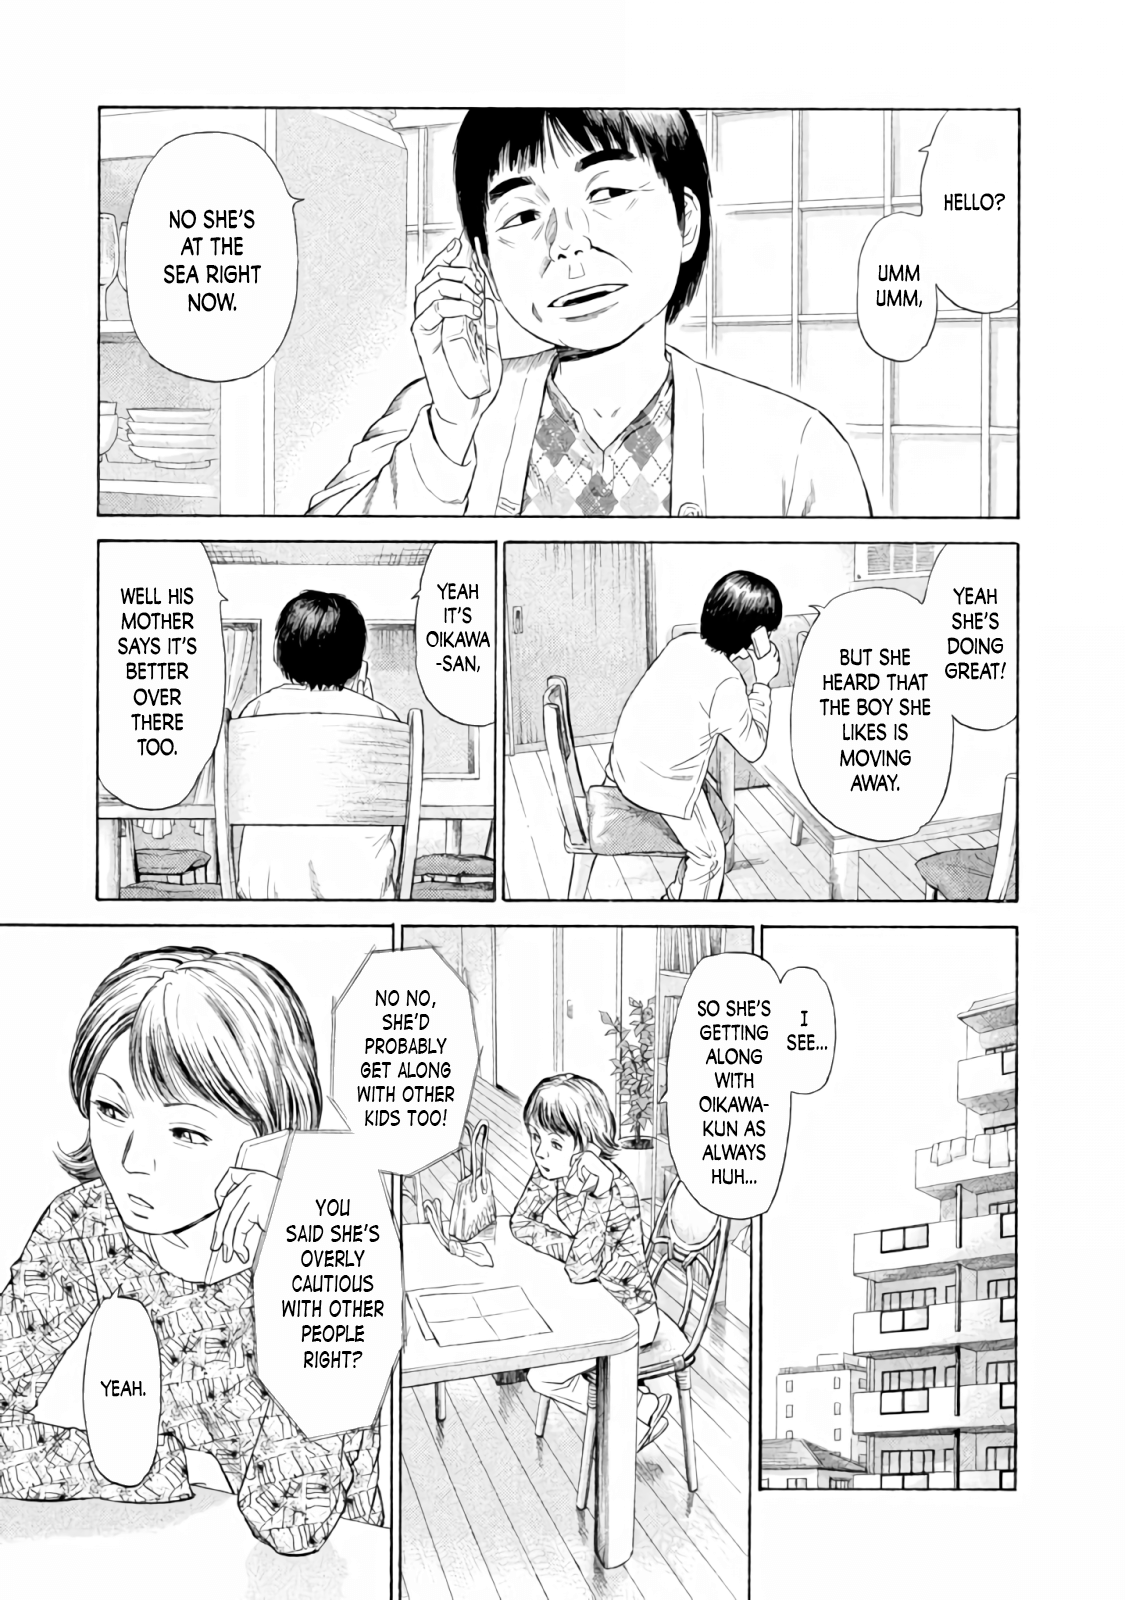 HELLO?
UMM
UMM,
NO SHE'S
AT THE
SEA RIGHT
NOW.
YEAH
SHE'S
DOING
GREAT!
BUT SHE
HEARD THAT
THE BOY SHE
LIKES IS
MOVING
AWAY.
YEAH
IT'S
OIKAWA
-SAN,
WELL HIS
MOTHER
SAYS IT'S
BETTER
OVER
THERE
TOO.
I
SEE...
SO SHE'S
GETTING
ALONG
WITH
OIKAWA-
KUN AS
ALWAYS
HUH...
NO NO,
SHE'D
PROBABLY
GET ALONG
WITH OTHER
KIDS TOO!
YOU
SAID SHE'S
OVERLY
CAUTIOUS
WITH OTHER
PEOPLE
RIGHT?
YEAH.